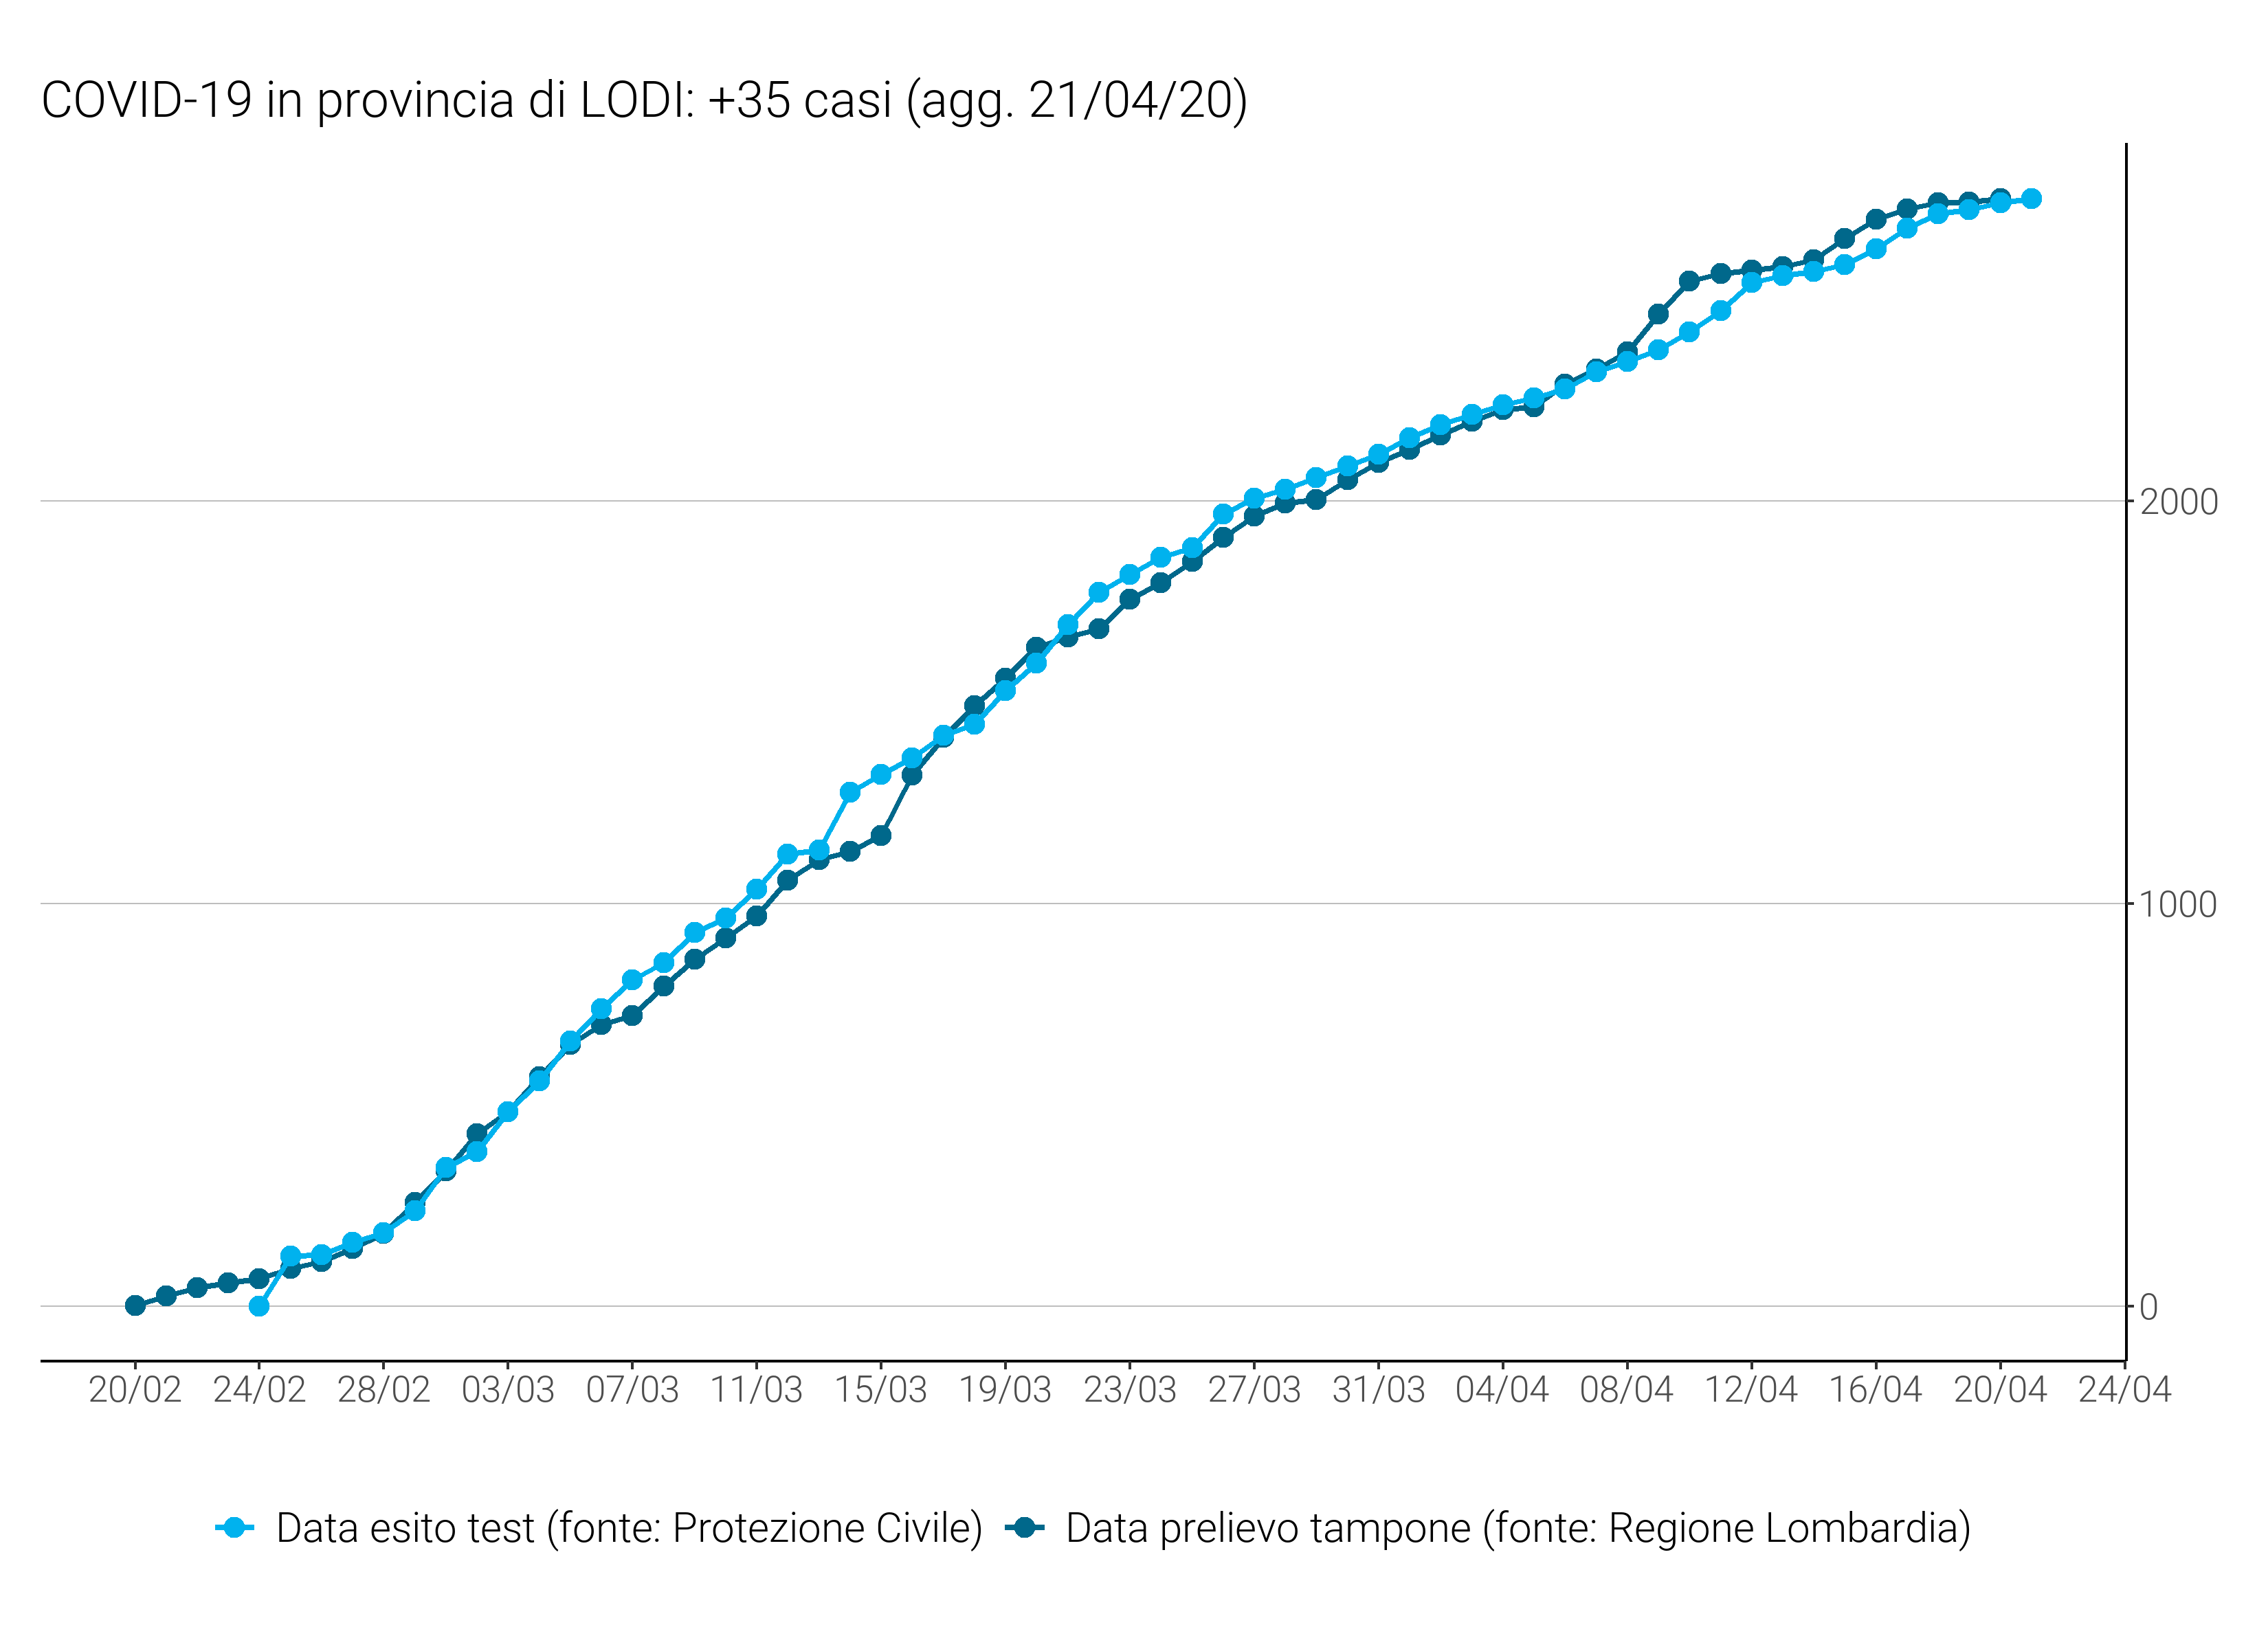 COVID-19 in provincia di LODI: +35 casi (agg. 21/04/20)
2000
1000
0
20/02 24/02 28/02 03/03 07/03 11/03 15/03 19/03 23/03 27/03 31/03 04/04 08/04 12/04 16/04 20/04 24/04
Data esito test (fonte: Protezione Civile) Data prelievo tampone (fonte: Regione Lombardia)